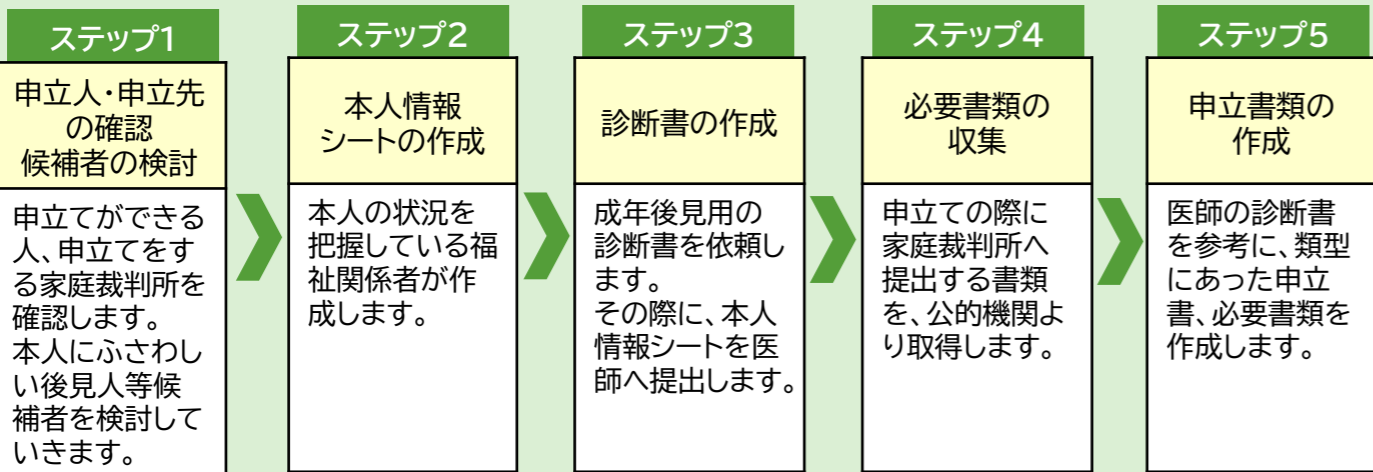 ステップ1
申立人・申立先
の確認
候補者の検討
申立てができる
人、申立てをす
る家庭裁判所を
確認します。
本人にふさわし
い後見人等候
補者を検討して
いきます。
ステップ2
本人情報
シートの作成
本人の状況を
把握している福
祉関係者が作
成します。
ステップ3
診断書の作成
成年後見用の
診断書を依頼し
ます。
その際に、本人
情報シートを医
師へ提出します。
ステップ4
必要書類の
収集
申立ての際に
家庭裁判所へ
提出する書類
を、公的機関よ
り取得します。
ステップ5
申立書類の
作成
医師の診断書
を参考に、類型
にあった申立
書、必要書類を
作成します。